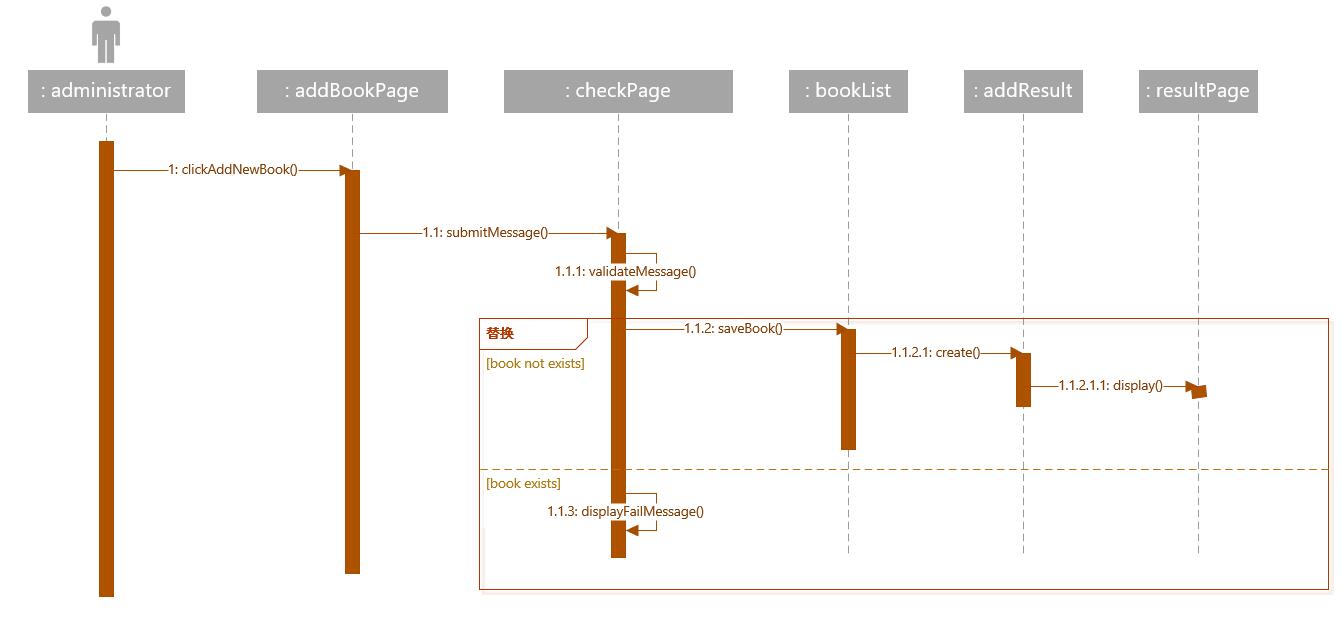 : administrator
: addBookPage
: checkPage
: bookList
: addResult
: resultPage
1: clickAddNewBook()
1.1: submitMessage()
1.1.1: validateMessage()
替换
1.1.2: saveBook()
1.1.2.1: create()
[book not exists]
1.1.2.1.1: display()
[book exists]
1.1.3: displayFailMessage()